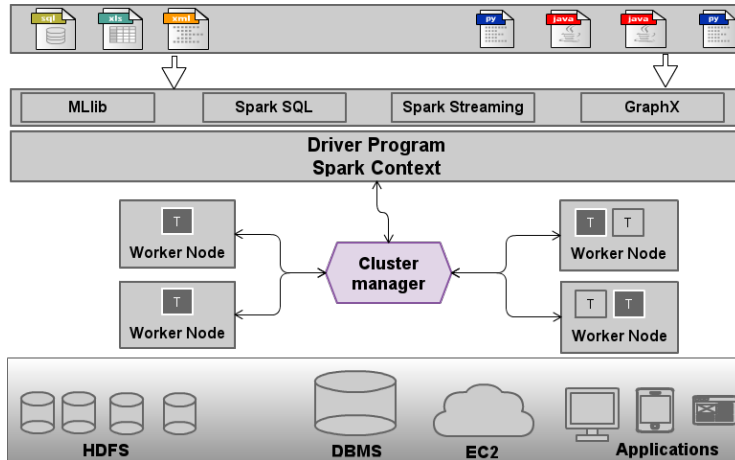 sql xls xml py java java py
MLlib Spark SQL Spark Streaming GraphX
Driver Program
Spark Context
T
Worker Node
T T
Worker Node
Cluster
manager
T
Worker Node
T T
Worker Node
HDFS DBMS EC2 Applications